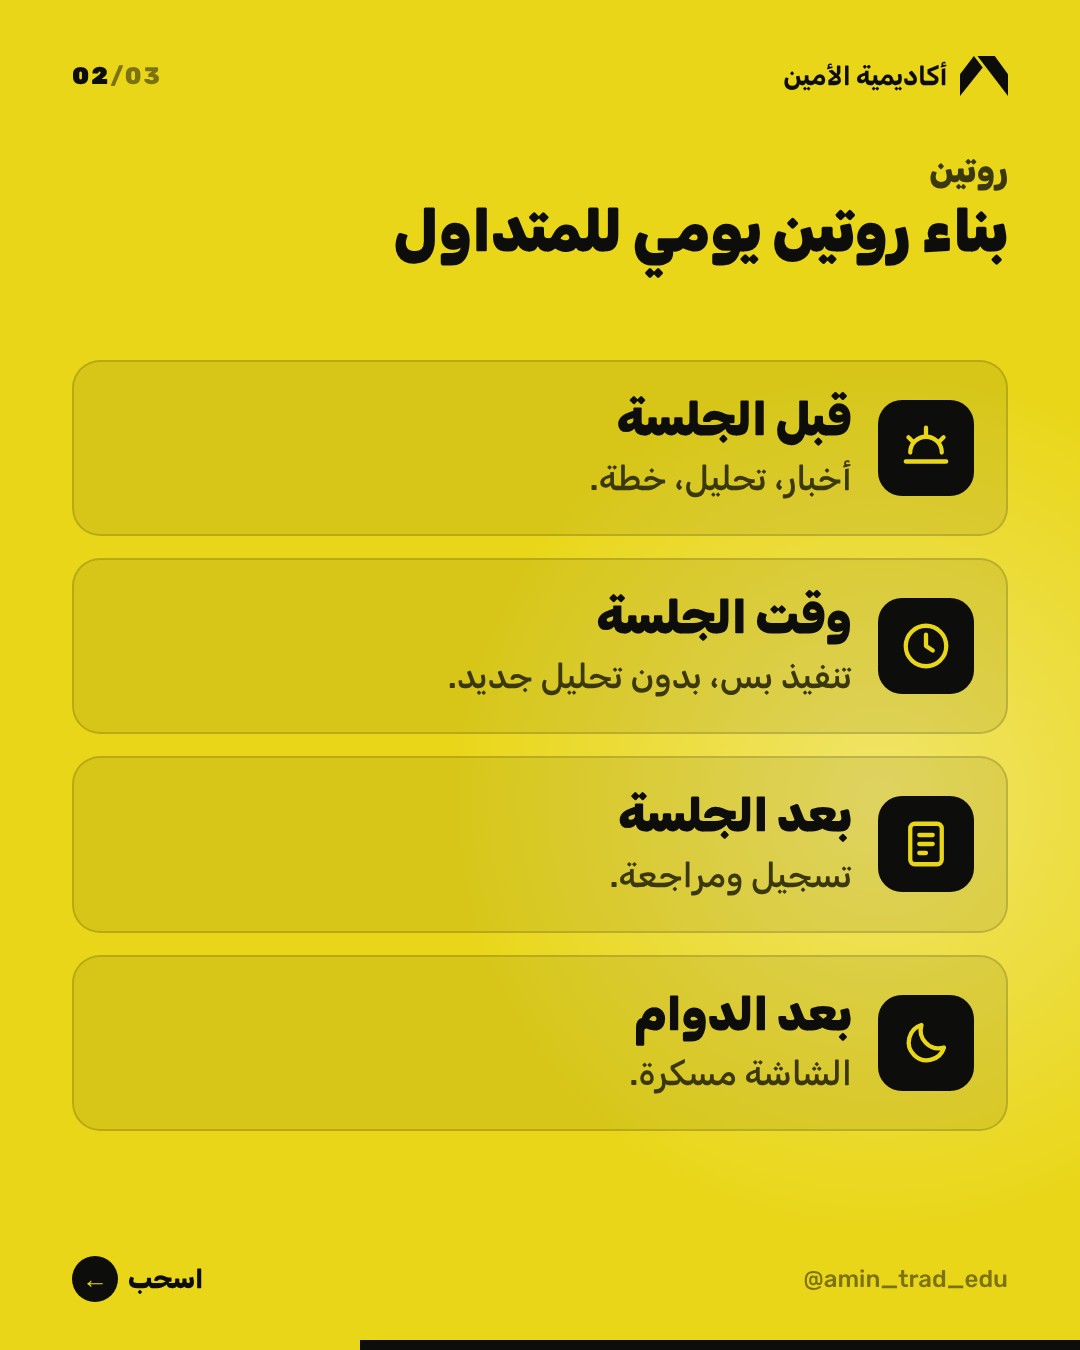 أكاديمية الأمين
02/03
روتين
بناء روتين يومي للمتداول
قبل الجلسة
أخبار، تحليل، خطة.
وقت الجلسة
تنفيذ بس، بدون تحليل جديد.
بعد الجلسة
تسجيل ومراجعة.
بعد الدوام
الشاشة مسكرة.
@amin_trad_edu
اسحب ←